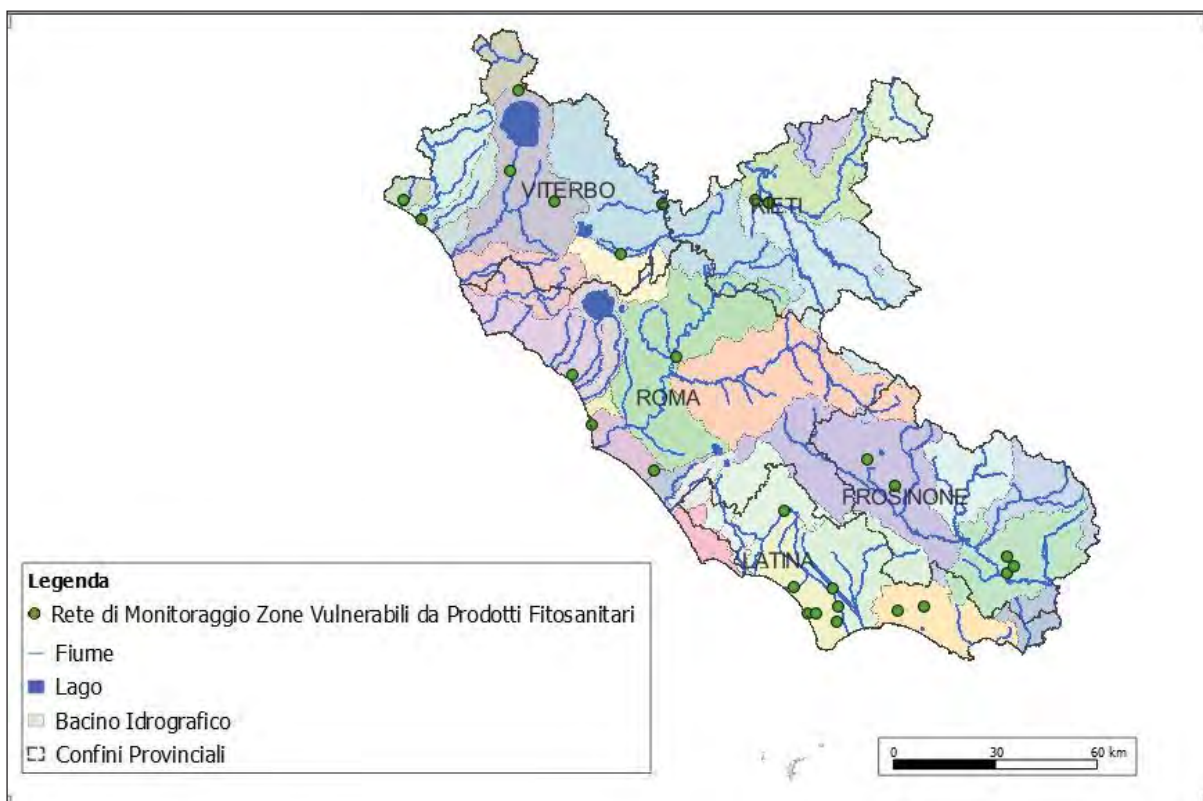 VITERBO
RIETI
ROMA
FROSINONE
LATINA
Legenda
Rete di Monitoraggio Zone Vulnerabili da Prodotti Fitosanitari
Fiume
Lago
Bacino Idrografico
Confini Provinciali
0 30 60 km